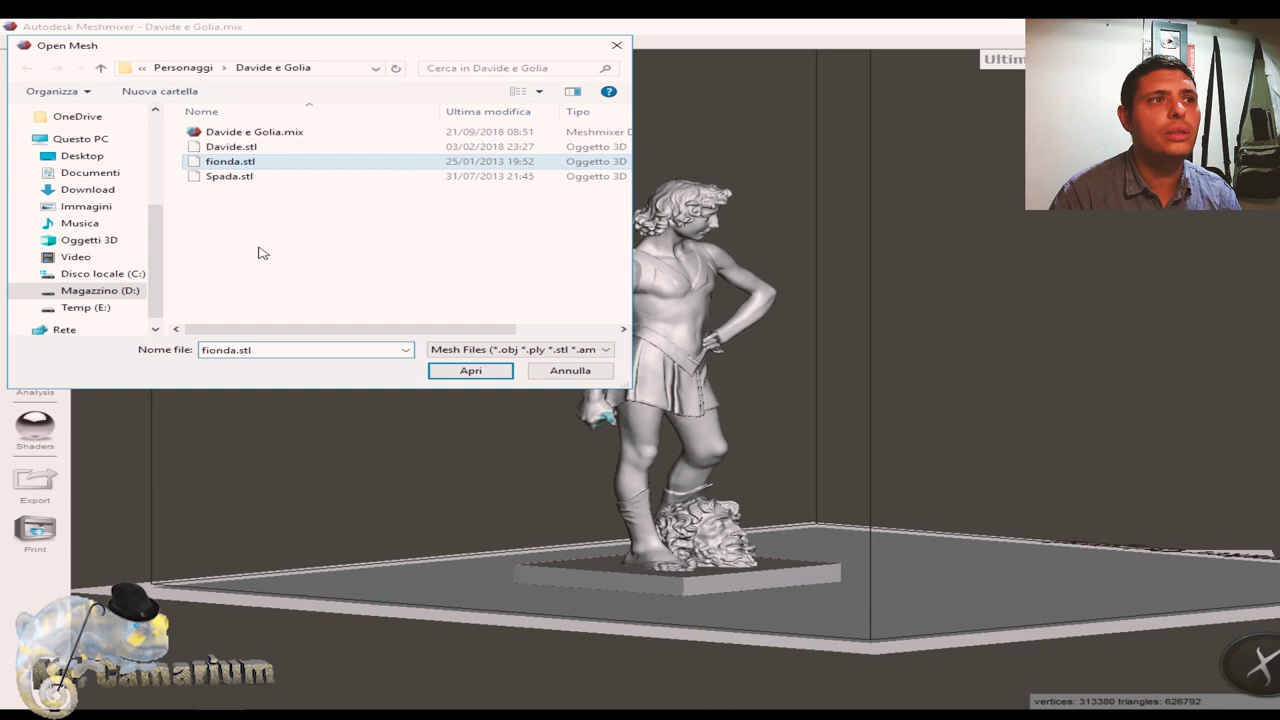 Autodesk Meshmixer - Davide e Golia.mix
Open Mesh
« Personaggi > Davide e Golia
Cerca in Davide e Golia
Organizza
Nuova cartella
Nome
Ultima modifica
Tipo
OneDrive
Questo PC
Desktop
Documenti
Download
Immagini
Musica
Oggetti 3D
Video
Disco locale (C:)
Magazzino (D:)
Temp (E:)
Rete
Davide e Golia.mix 21/09/2018 08:51 Meshmixer D
Davide.stl 03/02/2018 23:27 Oggetto 3D
fionda.stl 25/01/2013 19:52 Oggetto 3D
Spada.stl 31/07/2013 21:45 Oggetto 3D
Nome file: fionda.stl
Mesh Files (*.obj *.ply *.stl *.am
Apri
Annulla
Ultim
Analysis
Shaders
Export
Print
Camarium
vertices: 313380 triangles: 626792